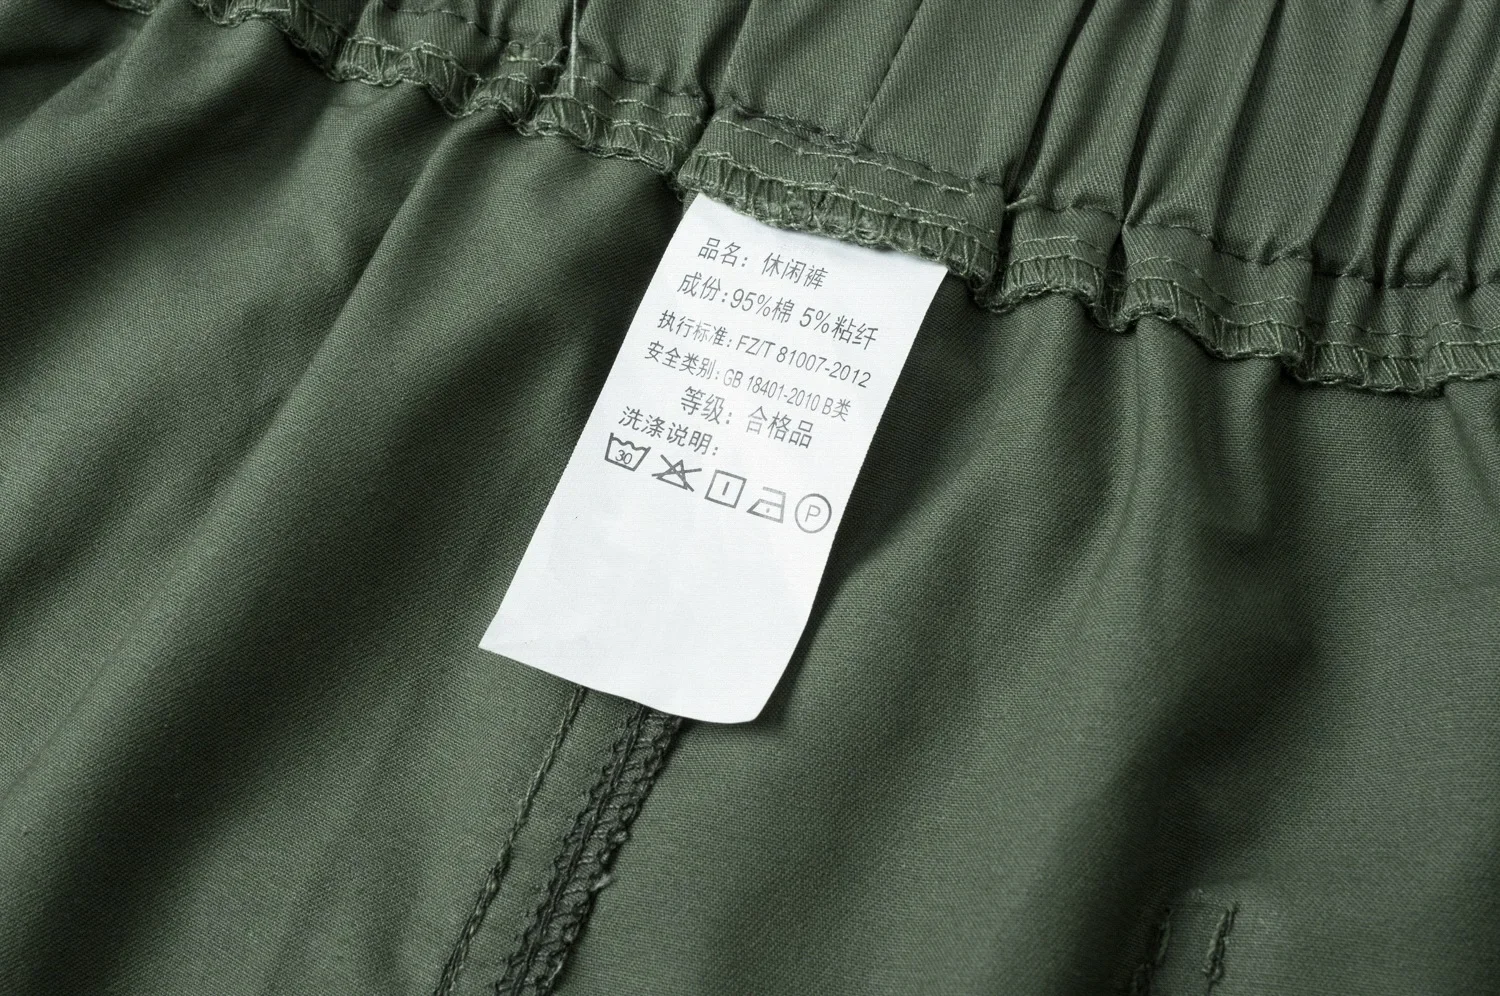 品名：休闲裤
成份：95%棉 5%粘纤
执行标准：FZ/T 81007-2012
安全类别：GB 18401-2010 B类
等级：合格品
洗涤说明：
30 P